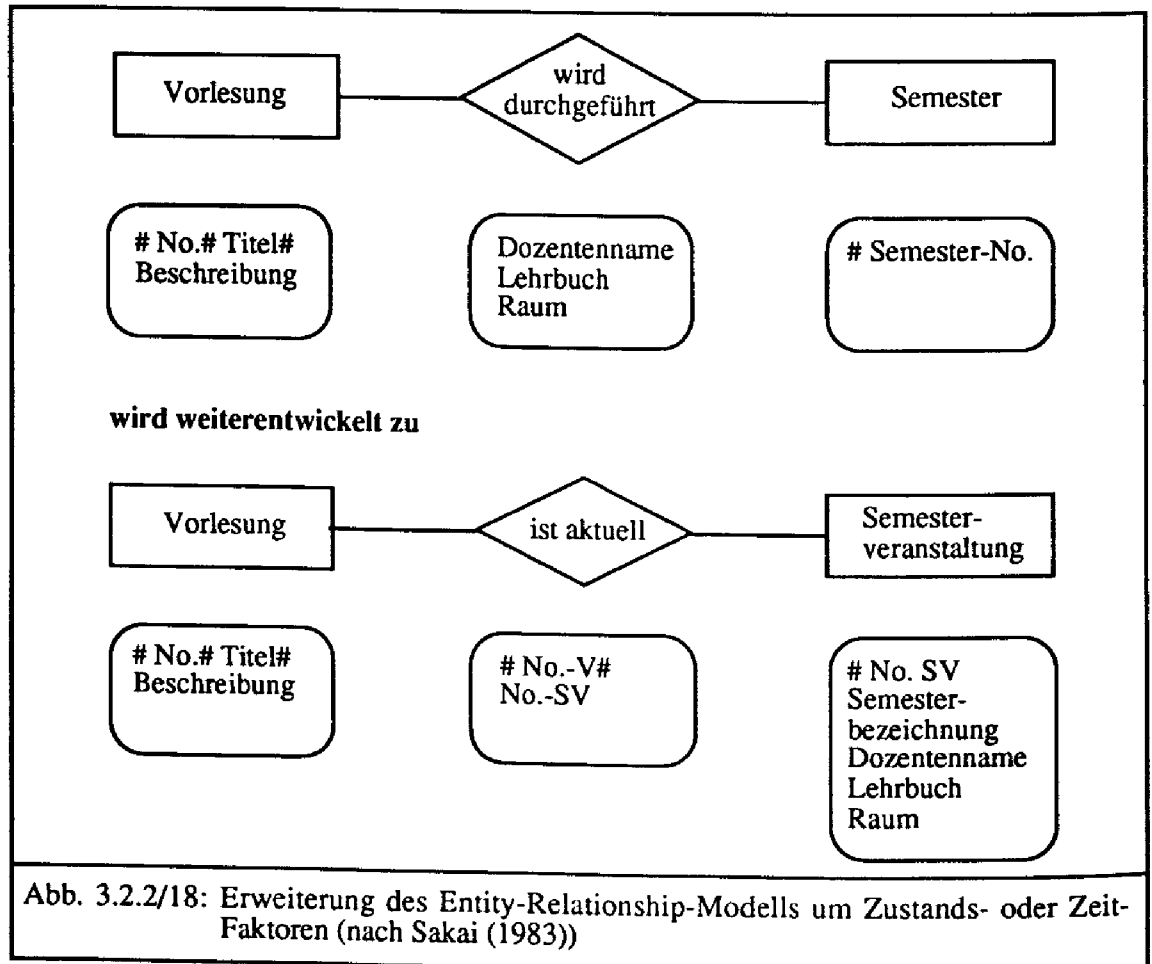 Vorlesung
wird
durchgeführt
Semester
# No.# Titel#
Beschreibung
Dozentenname
Lehrbuch
Raum
# Semester-No.
wird weiterentwickelt zu
Vorlesung
ist aktuell
Semester-
veranstaltung
# No.# Titel#
Beschreibung
# No.-V#
No.-SV
# No. SV
Semester-
bezeichnung
Dozentenname
Lehrbuch
Raum
Abb. 3.2.2/18: Erweiterung des Entity-Relationship-Modells um Zustands- oder Zeit-
Faktoren (nach Sakai (1983))